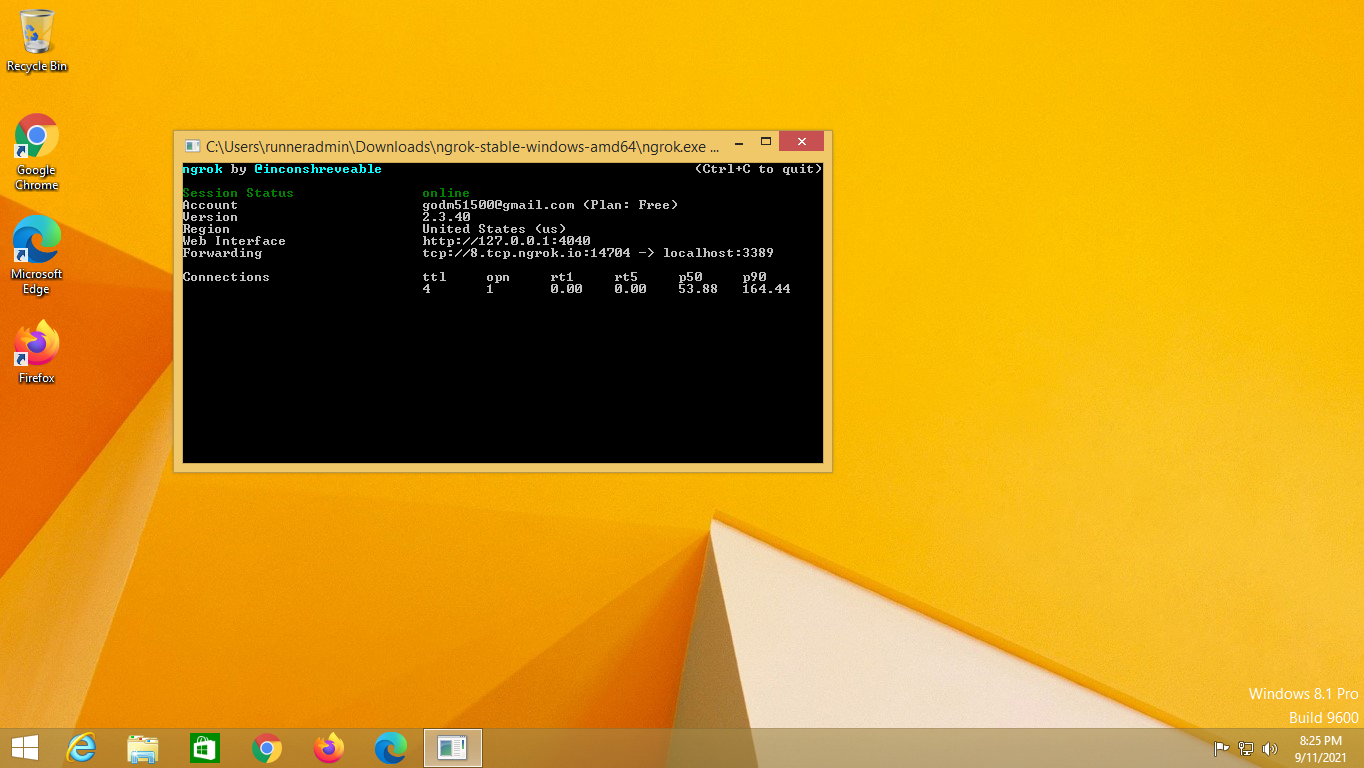 Recycle Bin
Google
Chrome
Microsoft
Edge
Firefox
C:\Users\runneradmin\Downloads\ngrok-stable-windows-amd64\ngrok.exe ...
ngrok by @inconshreveable (Ctrl+C to quit)
Session Status online
Account godm51500@gmail.com (Plan: Free)
Version 2.3.40
Region United States (us)
Web Interface http://127.0.0.1:4040
Forwarding tcp://8.tcp.ngrok.io:14704 -> localhost:3389
Connections ttl opn rt1 rt5 p50 p90
4 1 0.00 0.00 53.88 164.44
Windows 8.1 Pro
Build 9600
8:25 PM
9/11/2021